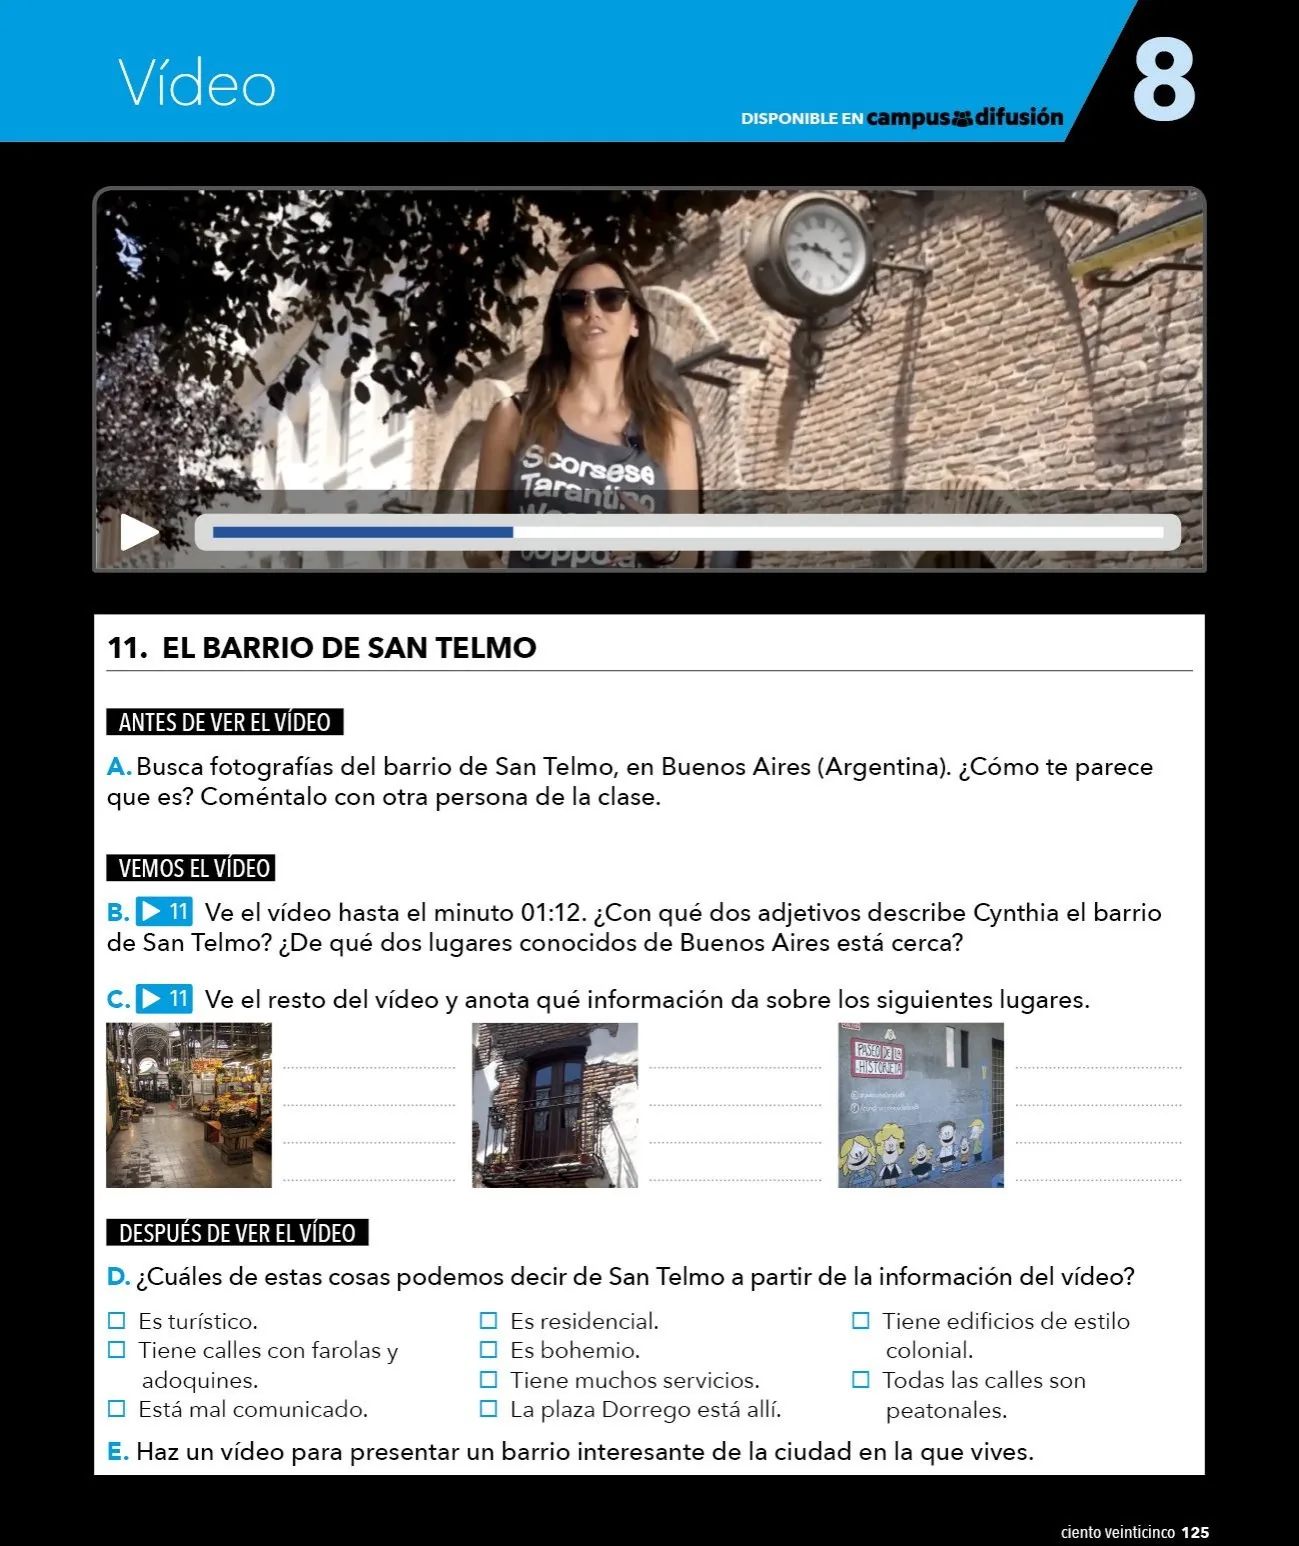 Vídeo
DISPONIBLE EN campus difusión
8
Scorsese
Tarantino
11. EL BARRIO DE SAN TELMO
ANTES DE VER EL VÍDEO
A. Busca fotografías del barrio de San Telmo, en Buenos Aires (Argentina). ¿Cómo te parece
que es? Coméntalo con otra persona de la clase.
VEMOS EL VÍDEO
B. 11 Ve el vídeo hasta el minuto 01:12. ¿Con qué dos adjetivos describe Cynthia el barrio
de San Telmo? ¿De qué dos lugares conocidos de Buenos Aires está cerca?
C. 11 Ve el resto del vídeo y anota qué información da sobre los siguientes lugares.
PASEO DE LA
HISTORIETA
DESPUÉS DE VER EL VÍDEO
D. ¿Cuáles de estas cosas podemos decir de San Telmo a partir de la información del vídeo?
Es turístico.
Tiene calles con farolas y
adoquines.
Está mal comunicado.
Es residencial.
Es bohemio.
Tiene muchos servicios.
La plaza Dorrego está allí.
Tiene edificios de estilo
colonial.
Todas las calles son
peatonales.
E. Haz un vídeo para presentar un barrio interesante de la ciudad en la que vives.
ciento veinticinco 125